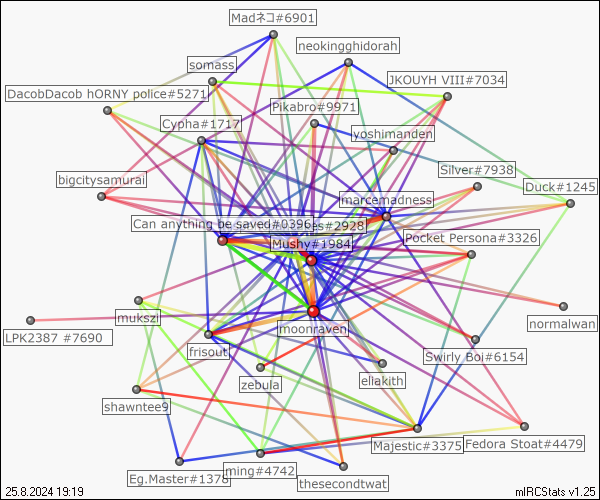 Madネコ#6901
neokingghidorah
somass
JKOUYH VIII#7034
DacobDacob hORNY police#5271
Pikabro#9971
Cypha#1717
yoshimanden
Silver#7938
bigcitysamurai
Duck#1245
marcemadness
Can anything be saved#0396
es#2928
Pocket Persona#3326
Mushy#1984
mukszi
normalwan
LPK2387 #7690
moonraven
frisout
Swirly Boi#6154
zebula
eliakith
shawntee9
Majestic#3375
Fedora Stoat#4479
Eg.Master#1378
ming#4742
thesecondtwat
25.8.2024 19:19
mIRCStats v1.25